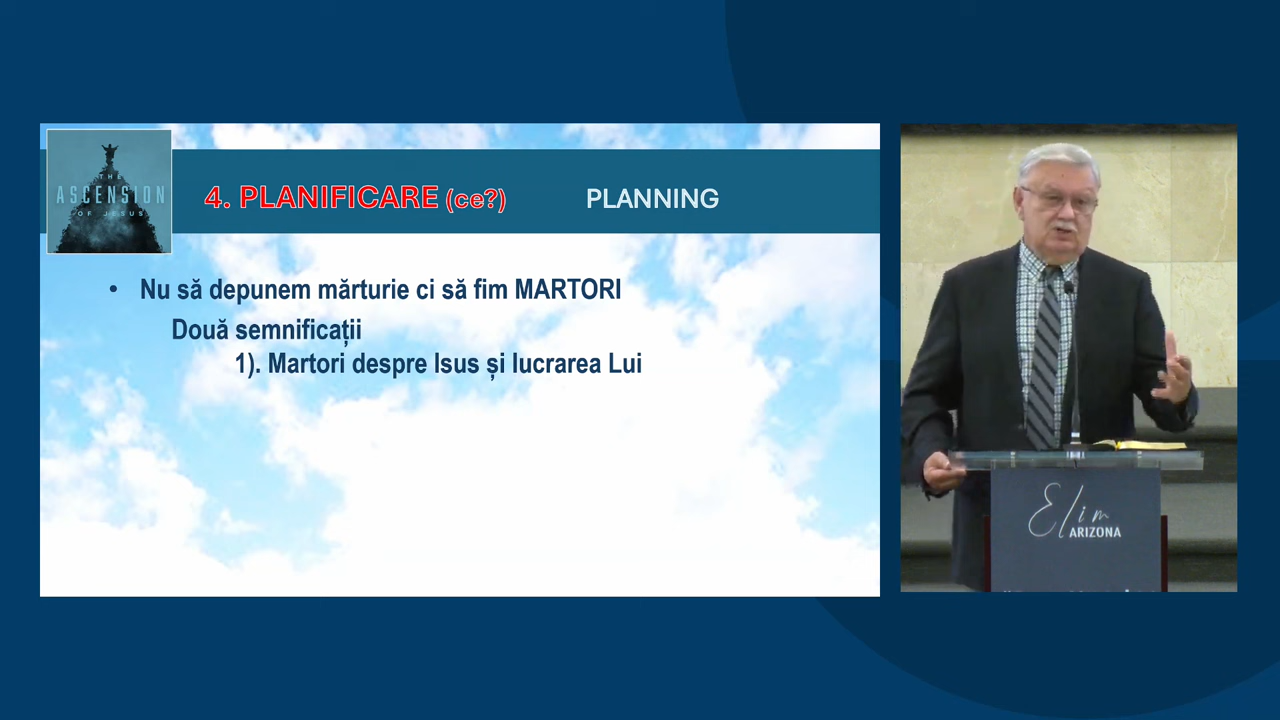 THE
ASCENSION
OF JESUS
4. PLANIFICARE (ce?)
PLANNING
• Nu să depunem mărturie ci să fim MARTORI
Două semnificații
1). Martori despre Isus și lucrarea Lui
Elim
ARIZONA